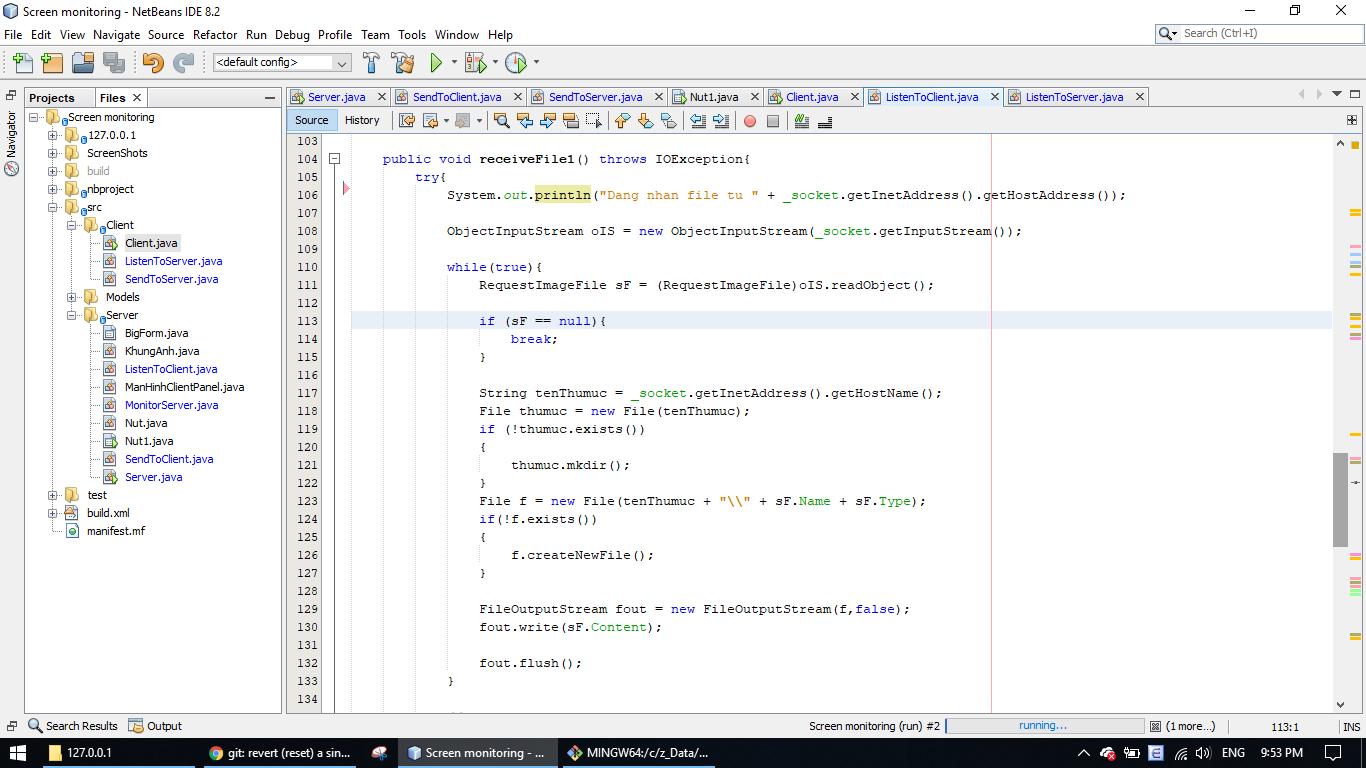 Screen monitoring - NetBeans IDE 8.2
File Edit View Navigate Source Refactor Run Debug Profile Team Tools Window Help
Search (Ctrl+I)
<default config>
Projects Files
Server.java SendToClient.java SendToServer.java Nut1.java Client.java ListenToClient.java ListenToServer.java
Source History
Navigator
Screen monitoring
127.0.0.1
ScreenShots
build
nbproject
src
Client
Client.java
ListenToServer.java
SendToServer.java
Models
Server
BigForm.java
KhungAnh.java
ListenToClient.java
ManHinhClientPanel.java
MonitorServer.java
Nut.java
Nut1.java
SendToClient.java
Server.java
test
build.xml
manifest.mf
103
104 public void receiveFile1() throws IOException{
105 try{
106 System.out.println("Dang nhan file tu " + _socket.getInetAddress().getHostAddress());
107
108 ObjectInputStream oIS = new ObjectInputStream(_socket.getInputStream());
109
110 while(true){
111 RequestImageFile sF = (RequestImageFile)oIS.readObject();
112
113 if (sF == null){
114 break;
115 }
116
117 String tenThumuc = _socket.getInetAddress().getHostName();
118 File thumuc = new File(tenThumuc);
119 if (!thumuc.exists())
120 {
121 thumuc.mkdir();
122 }
123 File f = new File(tenThumuc + "\\" + sF.Name + sF.Type);
124 if(!f.exists())
125 {
126 f.createNewFile();
127 }
128
129 FileOutputStream fout = new FileOutputStream(f,false);
130 fout.write(sF.Content);
131
132 fout.flush();
133 }
134
Search Results Output
Screen monitoring (run) #2 running... (1 more...) 113:1 INS
127.0.0.1 git: revert (reset) a sin... Screen monitoring - ... MINGW64:/c/z_Data/... ENG 9:53 PM